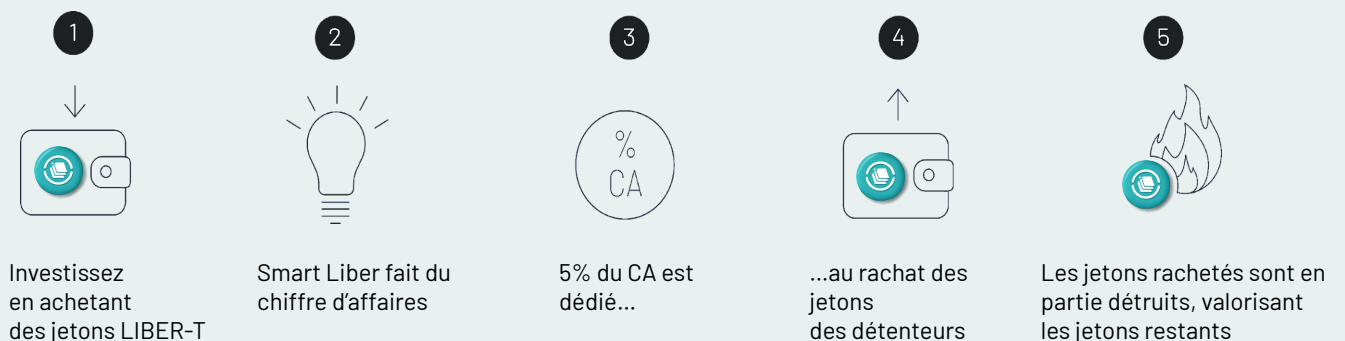 1
2
3
4
5
%
CA
Investissez
en achetant
des jetons LIBER-T
Smart Liber fait du
chiffre d'affaires
5% du CA est
dédié...
...au rachat des
jetons
des détenteurs
Les jetons rachetés sont en
partie détruits, valorisant
les jetons restants